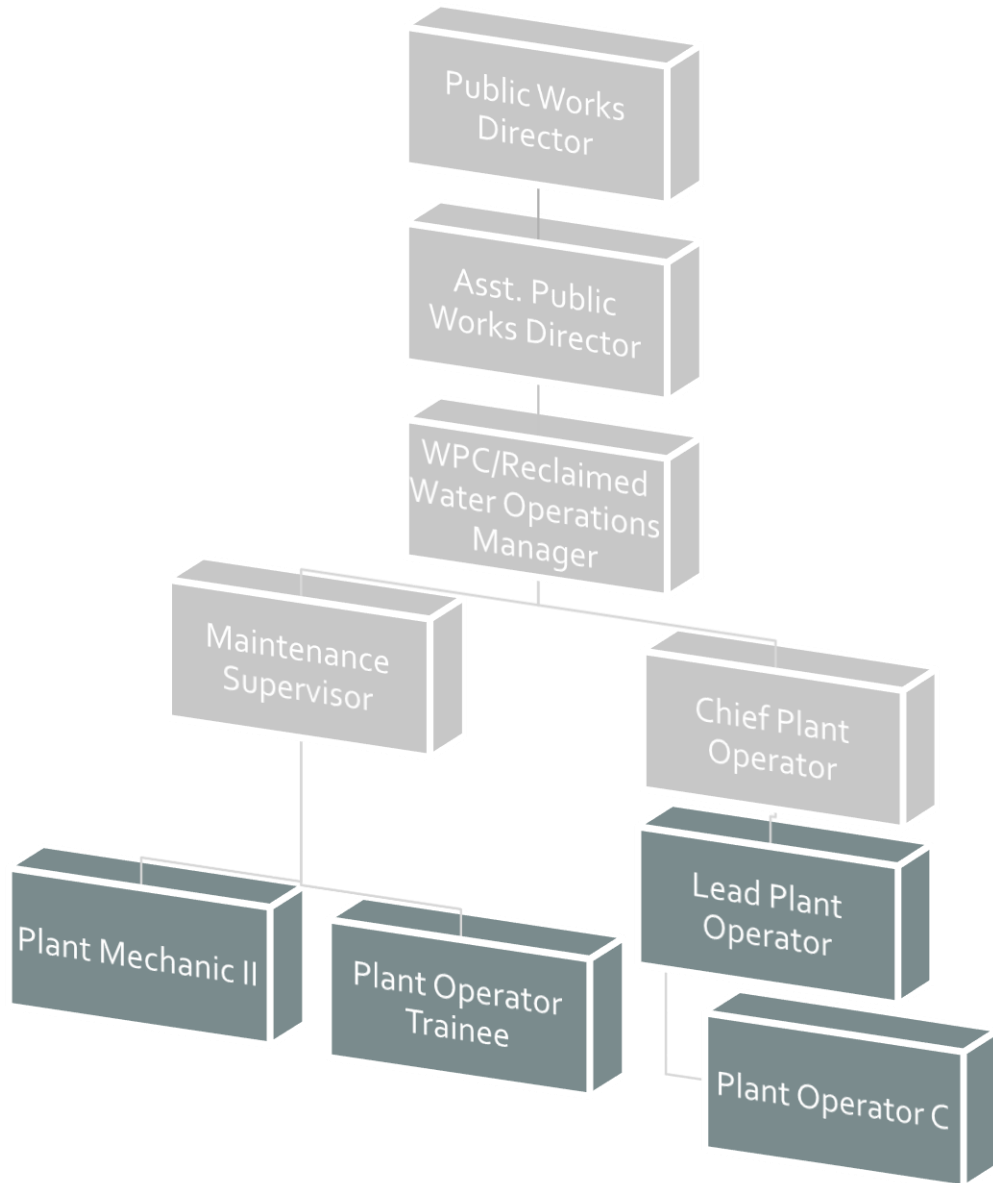 Public Works
Director
Asst. Public
Works Director
WPC/Reclaimed
Water Operations
Manager
Maintenance
Supervisor
Chief Plant
Operator
Plant Mechanic II
Plant Operator
Trainee
Lead Plant
Operator
Plant Operator C